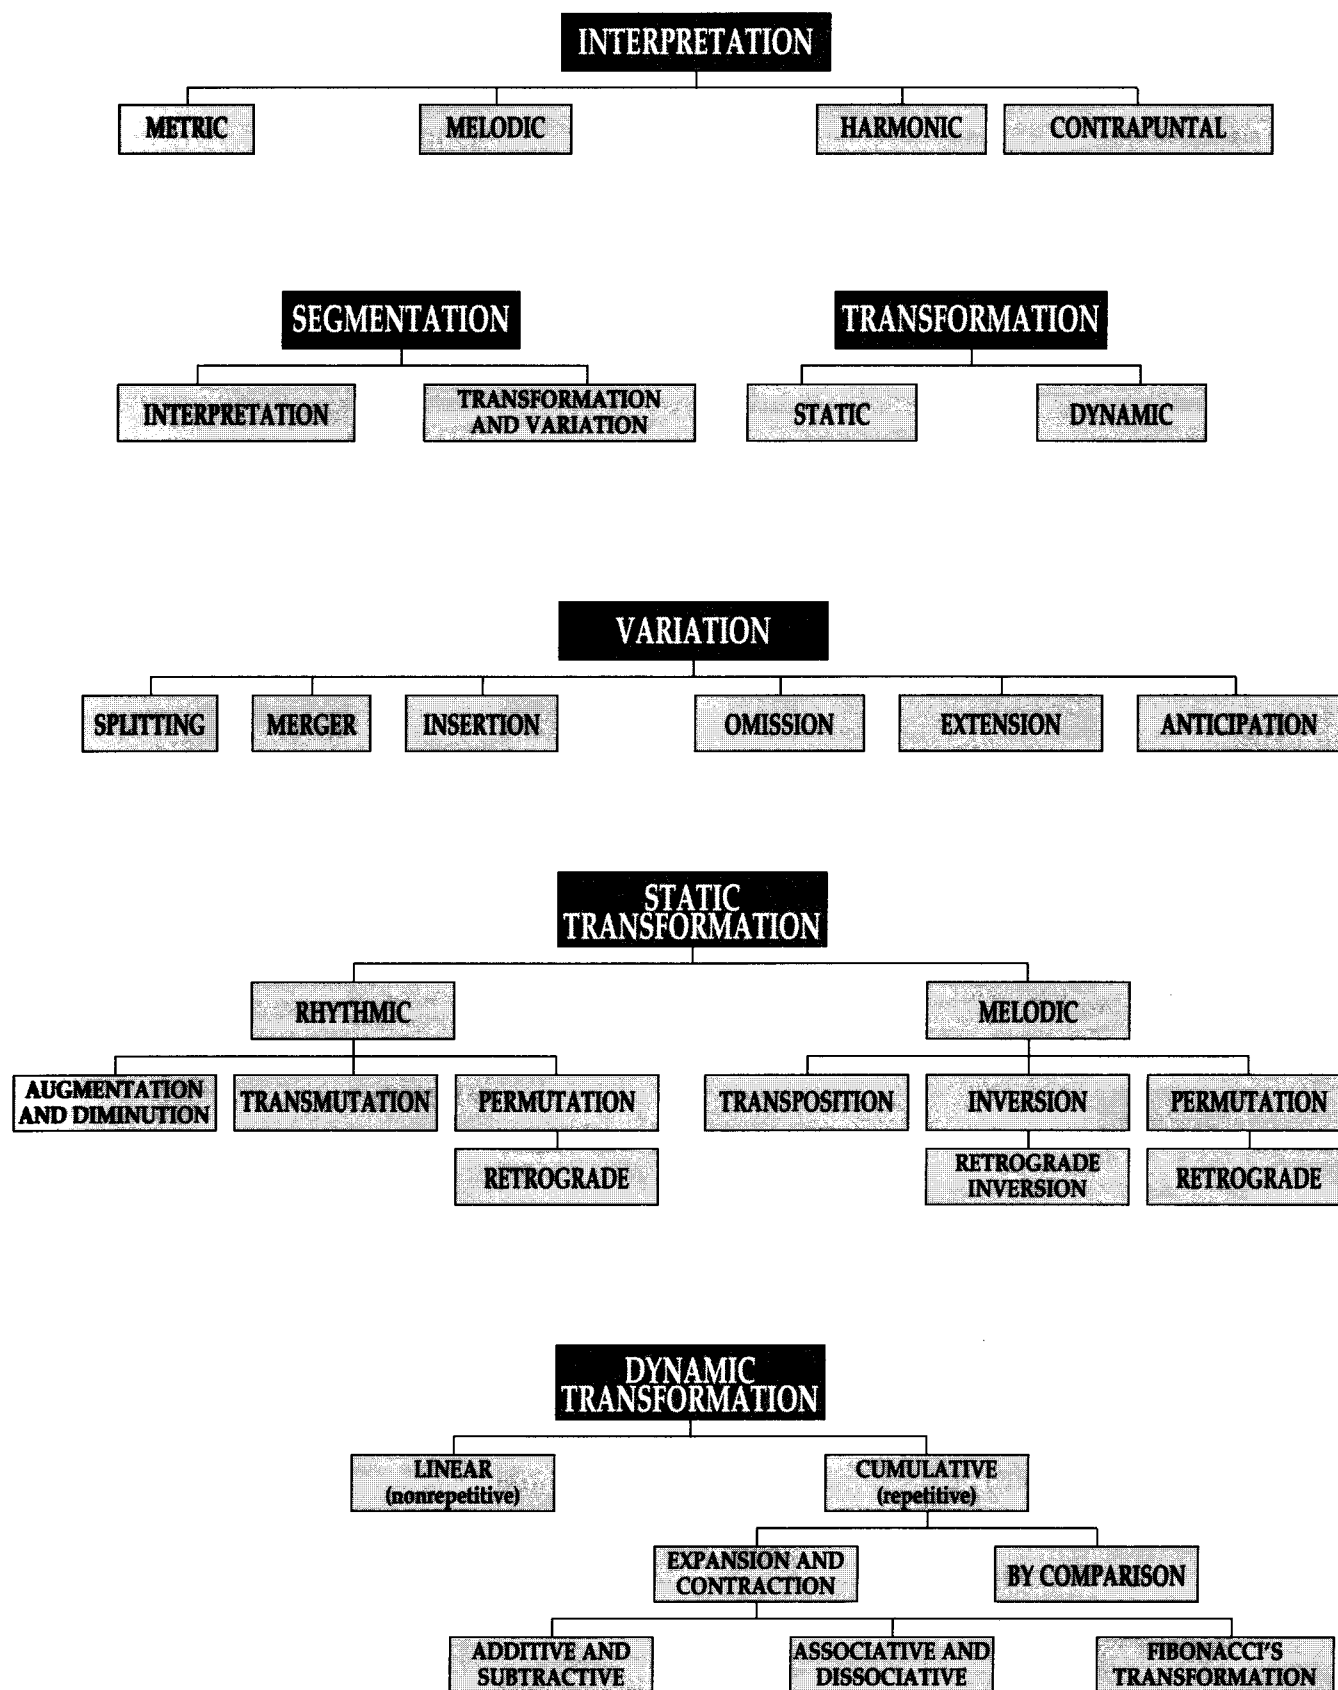 INTERPRETATION
METRIC
MELODIC
HARMONIC
CONTRAPUNTAL
SEGMENTATION
TRANSFORMATION
INTERPRETATION
TRANSFORMATION
AND VARIATION
STATIC
DYNAMIC
VARIATION
SPLITTING
MERGER
INSERTION
OMISSION
EXTENSION
ANTICIPATION
STATIC
TRANSFORMATION
RHYTHMIC
MELODIC
AUGMENTATION
AND DIMINUTION
TRANSMUTATION
PERMUTATION
TRANSPOSITION
INVERSION
PERMUTATION
RETROGRADE
RETROGRADE
INVERSION
RETROGRADE
DYNAMIC
TRANSFORMATION
LINEAR
(nonrepetitive)
CUMULATIVE
(repetitive)
EXPANSION AND
CONTRACTION
BY COMPARISON
ADDITIVE AND
SUBTRACTIVE
ASSOCIATIVE AND
DISSOCIATIVE
FIBONACCI'S
TRANSFORMATION